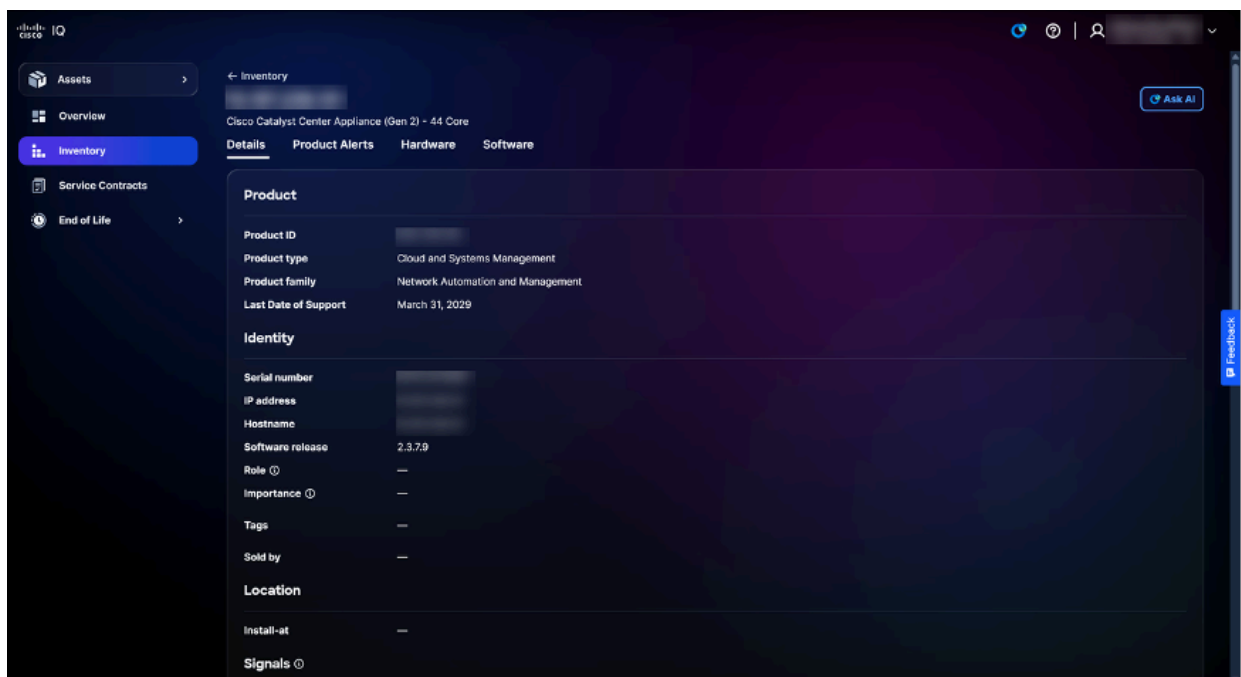 cisco IQ
Assets
Overview
Inventory
Service Contracts
End of Life
← Inventory
Cisco Catalyst Center Appliance (Gen 2) - 44 Core
Ask AI
Details Product Alerts Hardware Software
Product
Product ID
Product type Cloud and Systems Management
Product family Network Automation and Management
Last Date of Support March 31, 2029
Identity
Serial number
IP address
Hostname
Software release 2.3.7.9
Role —
Importance —
Tags —
Sold by —
Location
Install-at —
Signals
Feedback